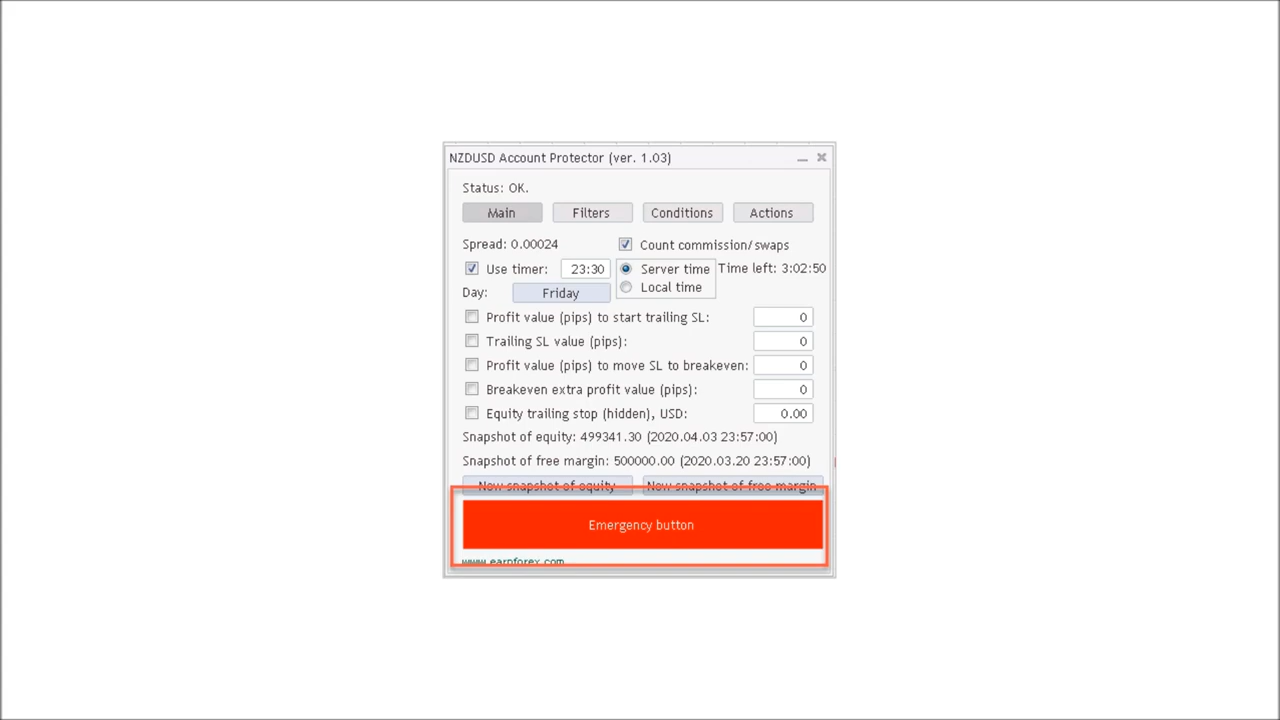 NZDUSD Account Protector (ver. 1.03)
Status: OK.
Main Filters Conditions Actions
Spread: 0.00024 Count commission/swaps
Use timer: 23:30 Server time Time left: 3:02:50
Day: Friday Local time
Profit value (pips) to start trailing SL: 0
Trailing SL value (pips): 0
Profit value (pips) to move SL to breakeven: 0
Breakeven extra profit value (pips): 0
Equity trailing stop (hidden), USD: 0.00
Snapshot of equity: 499341.30 (2020.04.03 23:57:00)
Snapshot of free margin: 500000.00 (2020.03.20 23:57:00)
New snapshot of equity New snapshot of free margin
Emergency button
www.earnforex.com